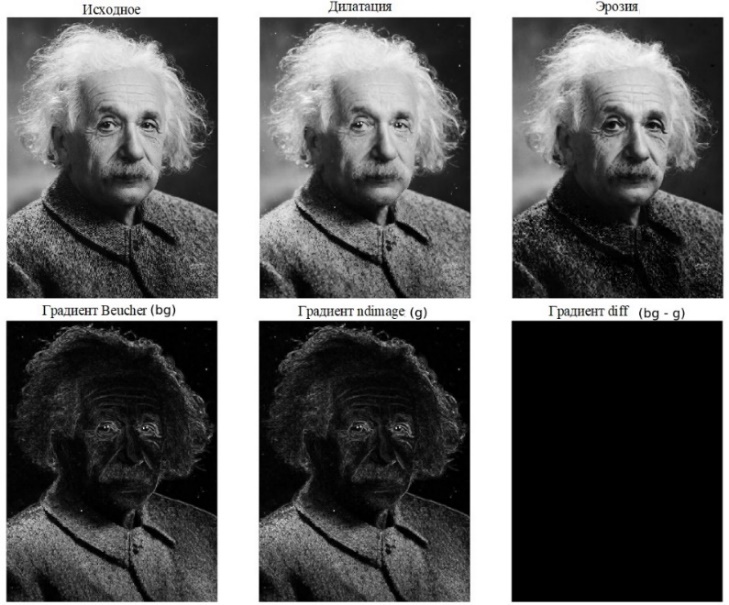 Исходное
Дилатация
Эрозия
Градиент Beucher (bg)
Градиент ndimage (g)
Градиент diff (bg - g)